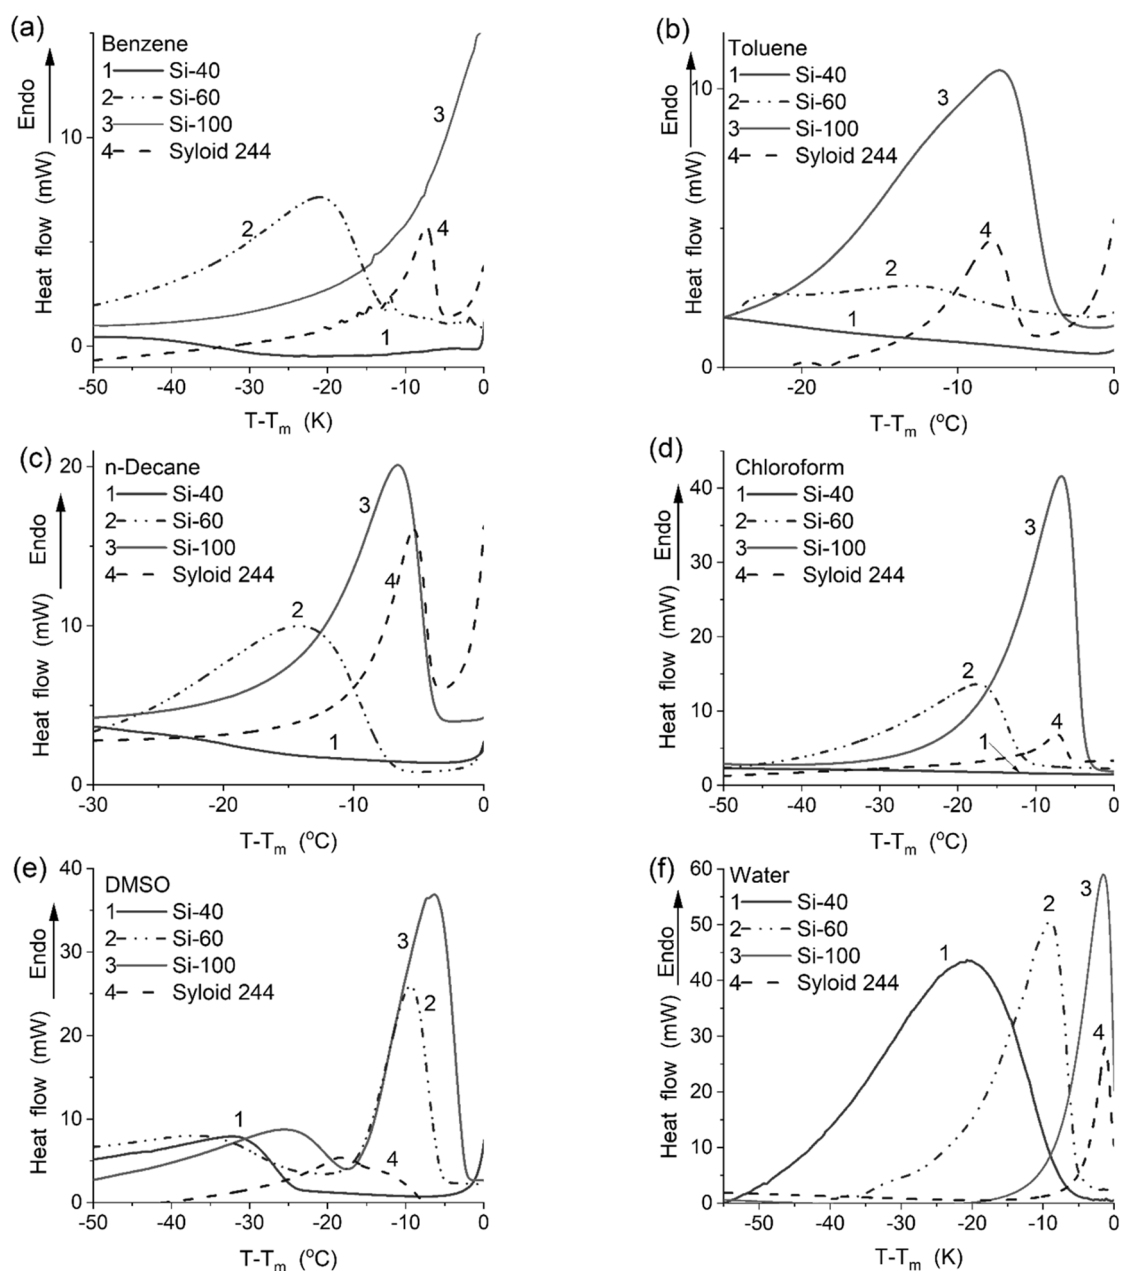 (a)
Benzene
1 Si-40
2 Si-60
3 Si-100
4 Syloid 244
Endo
Heat flow (mW)
10
0
3
2
4
1
-50 -40 -30 -20 -10 0
T-Tm (K)
(b)
Toluene
1 Si-40
2 Si-60
3 Si-100
4 Syloid 244
Endo
Heat flow (mW)
10
0
3
4
2
1
-20 -10 0
T-Tm (°C)
(c)
n-Decane
1 Si-40
2 Si-60
3 Si-100
4 Syloid 244
Endo
Heat flow (mW)
20
10
0
3
4
2
1
-30 -20 -10 0
T-Tm (°C)
(d)
Chloroform
1 Si-40
2 Si-60
3 Si-100
4 Syloid 244
Endo
Heat flow (mW)
40
30
20
10
0
3
2
4
1
-50 -40 -30 -20 -10 0
T-Tm (°C)
(e)
DMSO
1 Si-40
2 Si-60
3 Si-100
4 Syloid 244
Endo
Heat flow (mW)
40
30
20
10
0
3
2
1
4
-50 -40 -30 -20 -10 0
T-Tm (°C)
(f)
Water
1 Si-40
2 Si-60
3 Si-100
4 Syloid 244
Endo
Heat flow (mW)
60
50
40
30
20
10
0
3
2
1
4
-50 -40 -30 -20 -10 0
T-Tm (K)